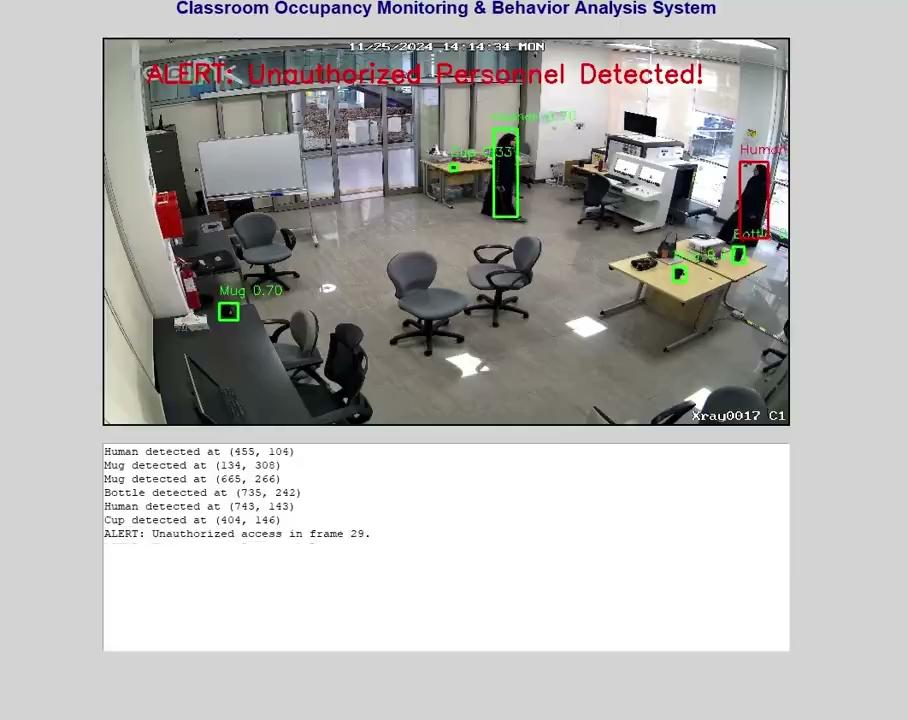 Classroom Occupancy Monitoring & Behavior Analysis System
11/25/2024 14:14:34 MON
ALERT: Unauthorized Personnel Detected!
Human 0.70
Cup 0.33
Human
Bottle
Mug
Mug 0.70
Xray0017 C1
Human detected at (455, 104)
Mug detected at (134, 308)
Mug detected at (665, 266)
Bottle detected at (735, 242)
Human detected at (743, 143)
Cup detected at (404, 146)
ALERT: Unauthorized access in frame 29.